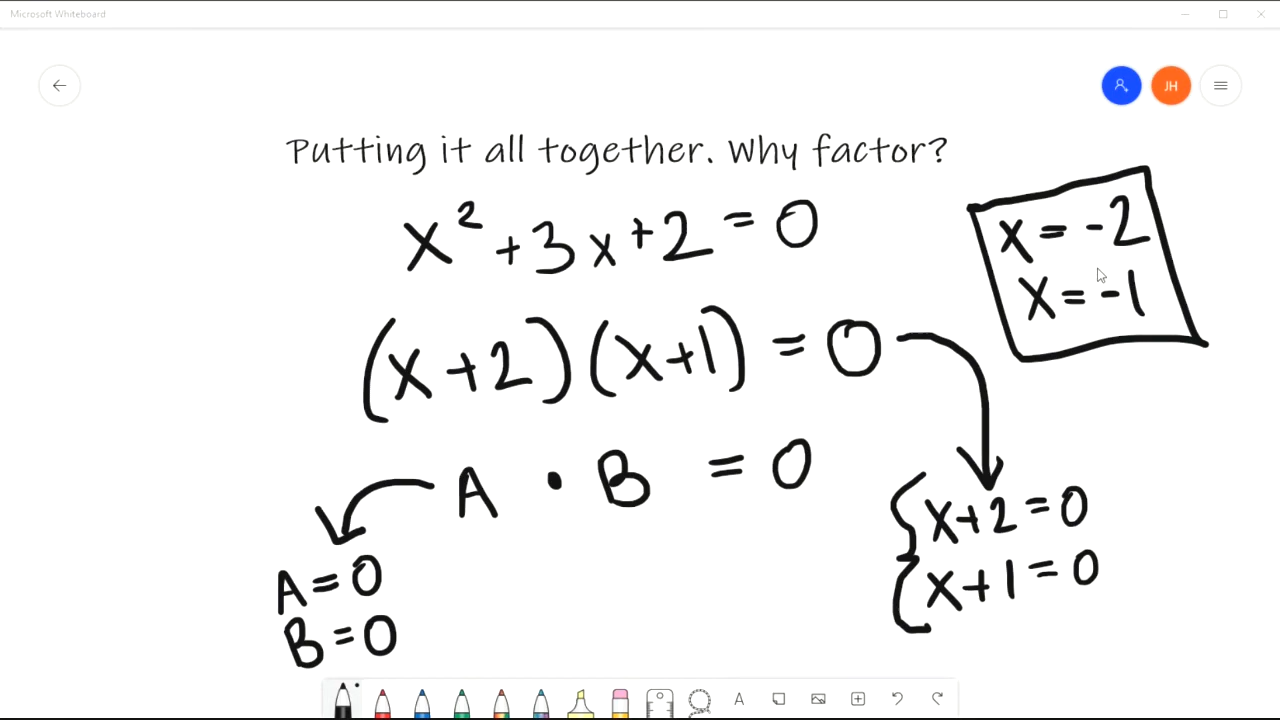 Microsoft Whiteboard
JH
Putting it all together. Why factor?
x² + 3x + 2 = 0
x = -2
x = -1
(x + 2)(x + 1) = 0
A · B = 0
x + 2 = 0
x + 1 = 0
A = 0
B = 0
A